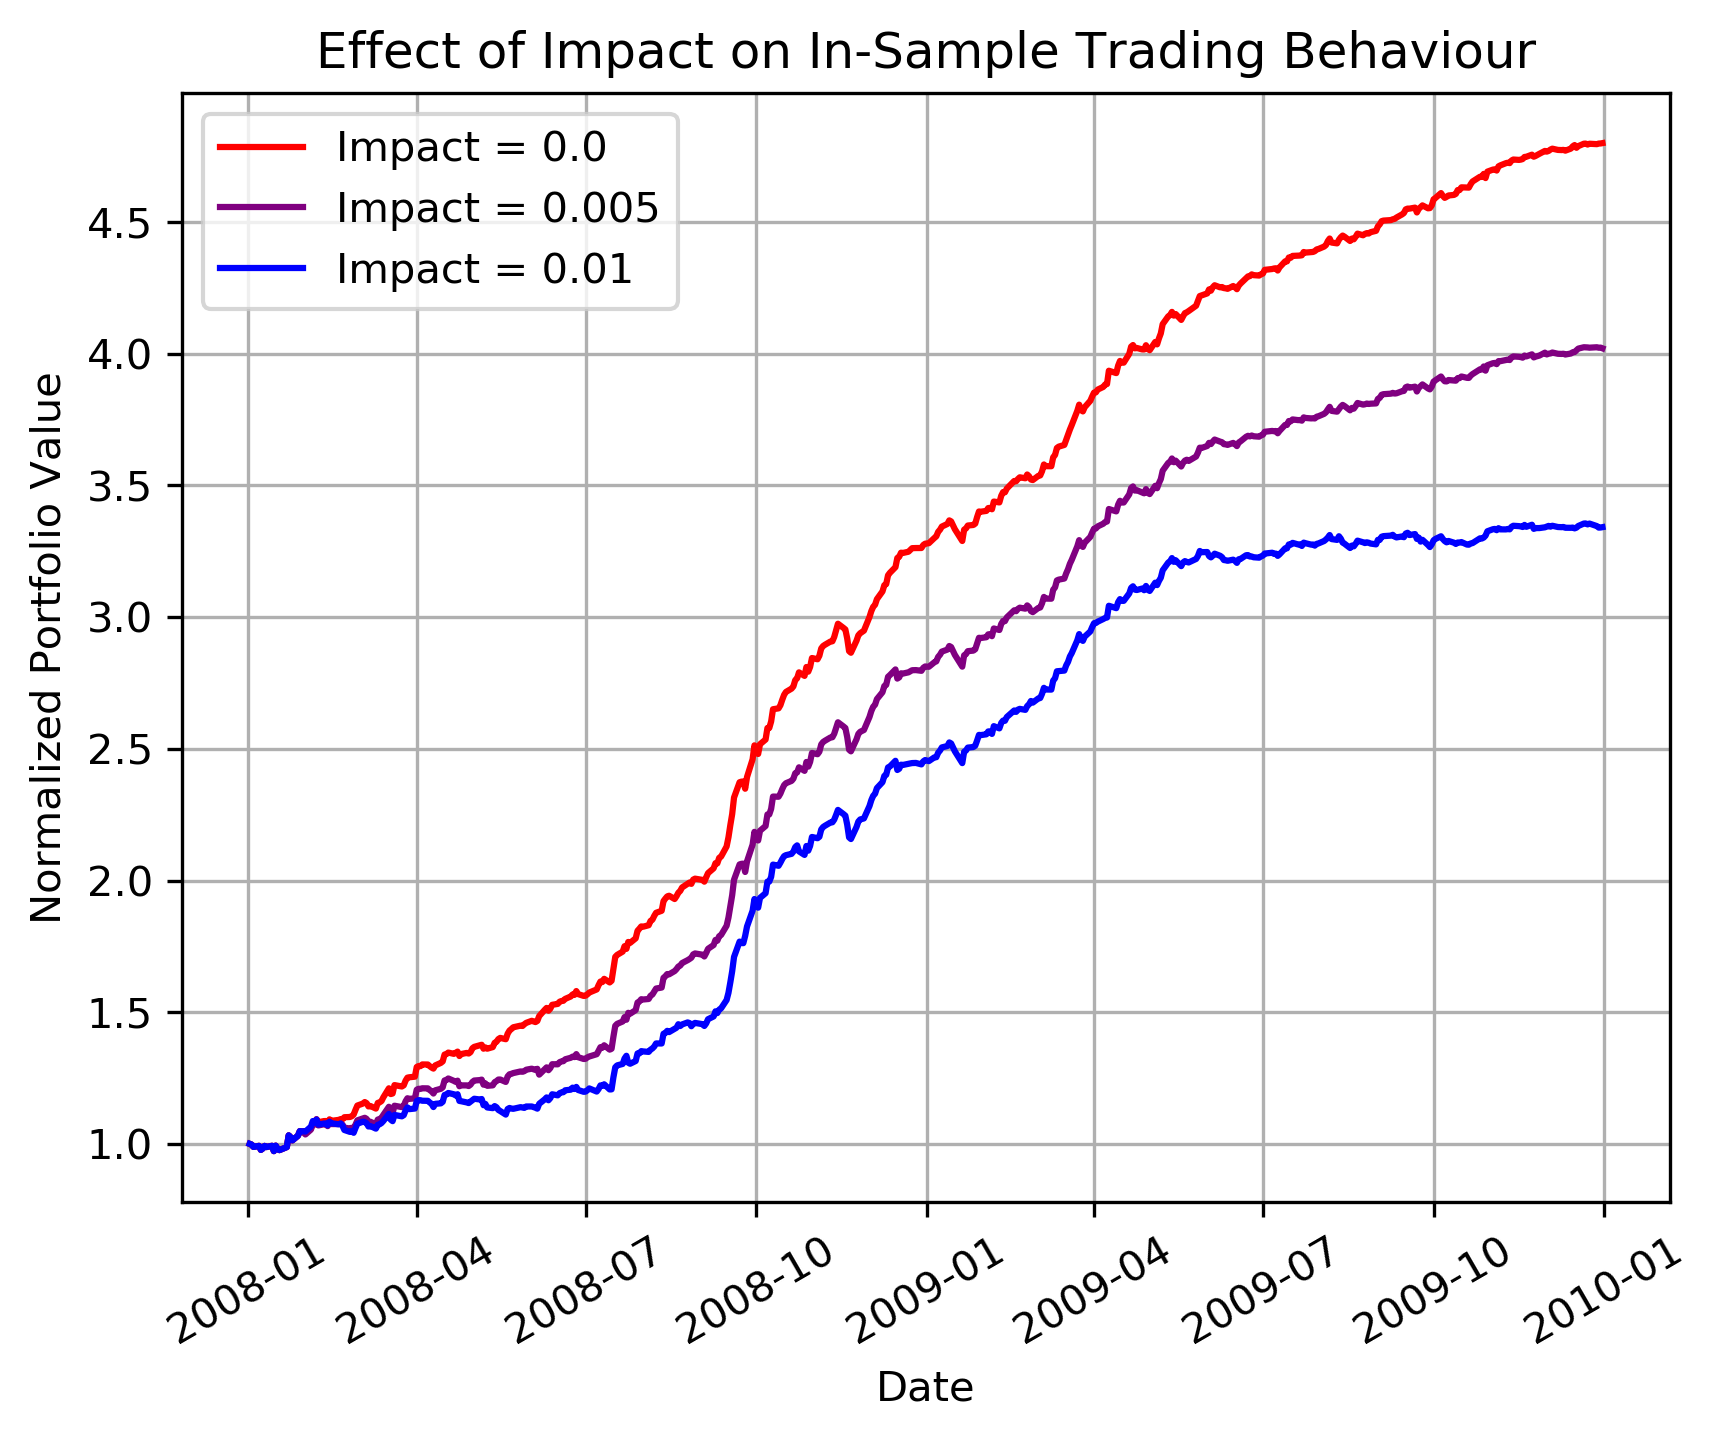 Effect of Impact on In-Sample Trading Behaviour
Impact = 0.0
Impact = 0.005
Impact = 0.01
Normalized Portfolio Value
4.5
4.0
3.5
3.0
2.5
2.0
1.5
1.0
2008-01
2008-04
2008-07
2008-10
2009-01
2009-04
2009-07
2009-10
2010-01
Date